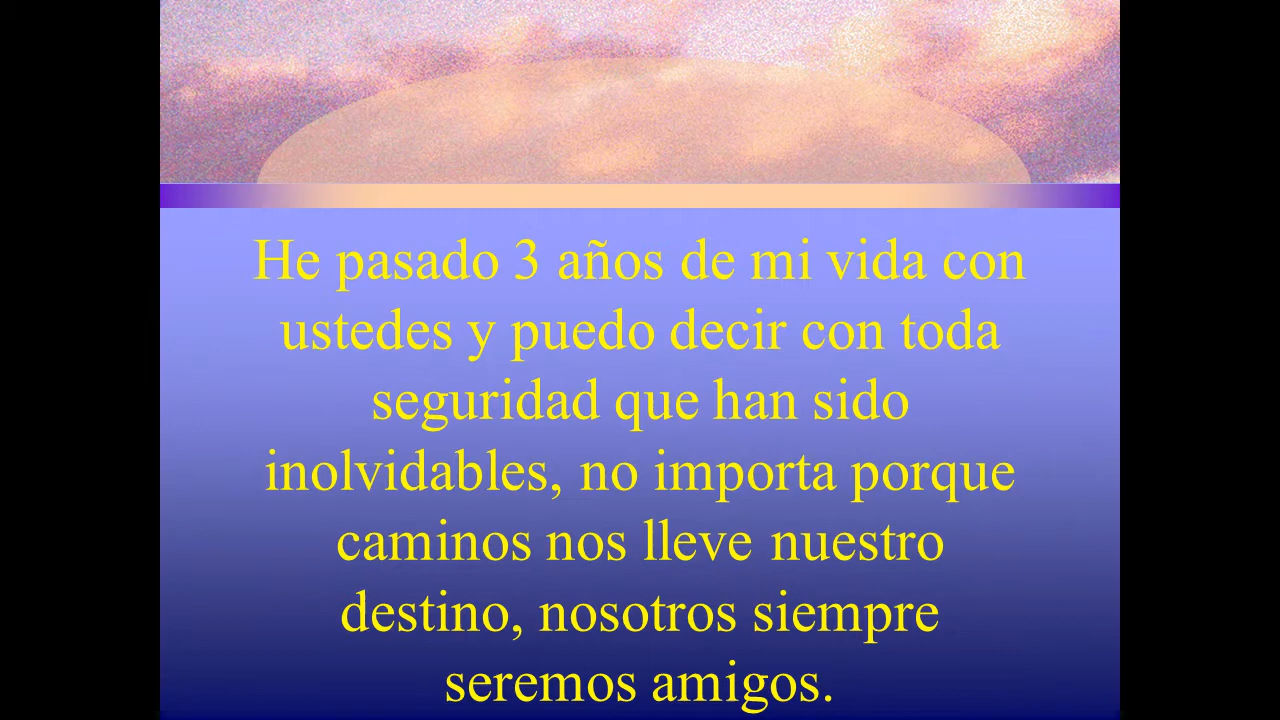 He pasado 3 años de mi vida con
ustedes y puedo decir con toda
seguridad que han sido
inolvidables, no importa porque
caminos nos lleve nuestro
destino, nosotros siempre
seremos amigos.